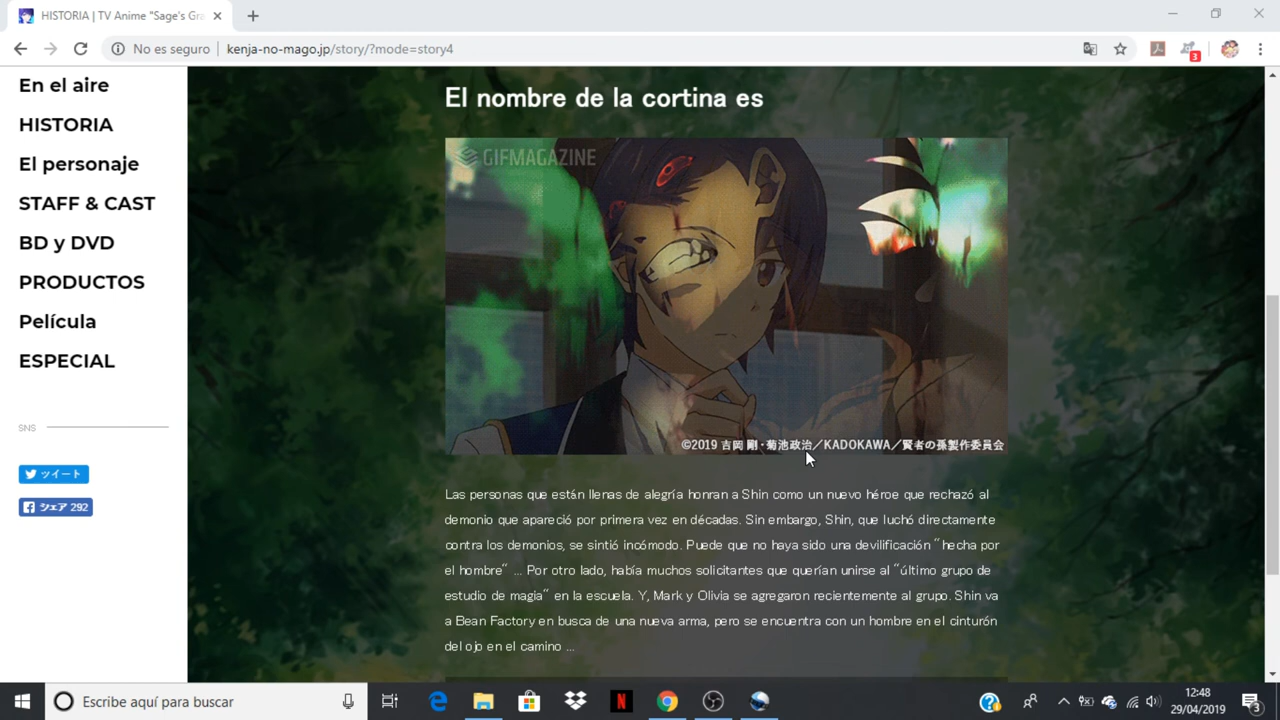 HISTORIA | TV Anime "Sage's Gra
No es seguro
kenja-no-mago.jp/story/?mode=story4
3
En el aire
HISTORIA
El personaje
STAFF & CAST
BD y DVD
PRODUCTOS
Película
ESPECIAL
SNS
ツイート
シェア 292
El nombre de la cortina es
GIFMAGAZINE
©2019 吉岡 剛・菊池政治／KADOKAWA／賢者の孫製作委員会
Las personas que están llenas de alegría honran a Shin como un nuevo héroe que rechazó al
demonio que apareció por primera vez en décadas. Sin embargo, Shin, que luchó directamente
contra los demonios, se sintió incómodo. Puede que no haya sido una devilificación "hecha por
el hombre" ... Por otro lado, había muchos solicitantes que querían unirse al "último grupo de
estudio de magia" en la escuela. Y, Mark y Olivia se agregaron recientemente al grupo. Shin va
a Bean Factory en busca de una nueva arma, pero se encuentra con un hombre en el cinturón
del ojo en el camino ...
Escribe aquí para buscar
N
12:48
29/04/2019
3